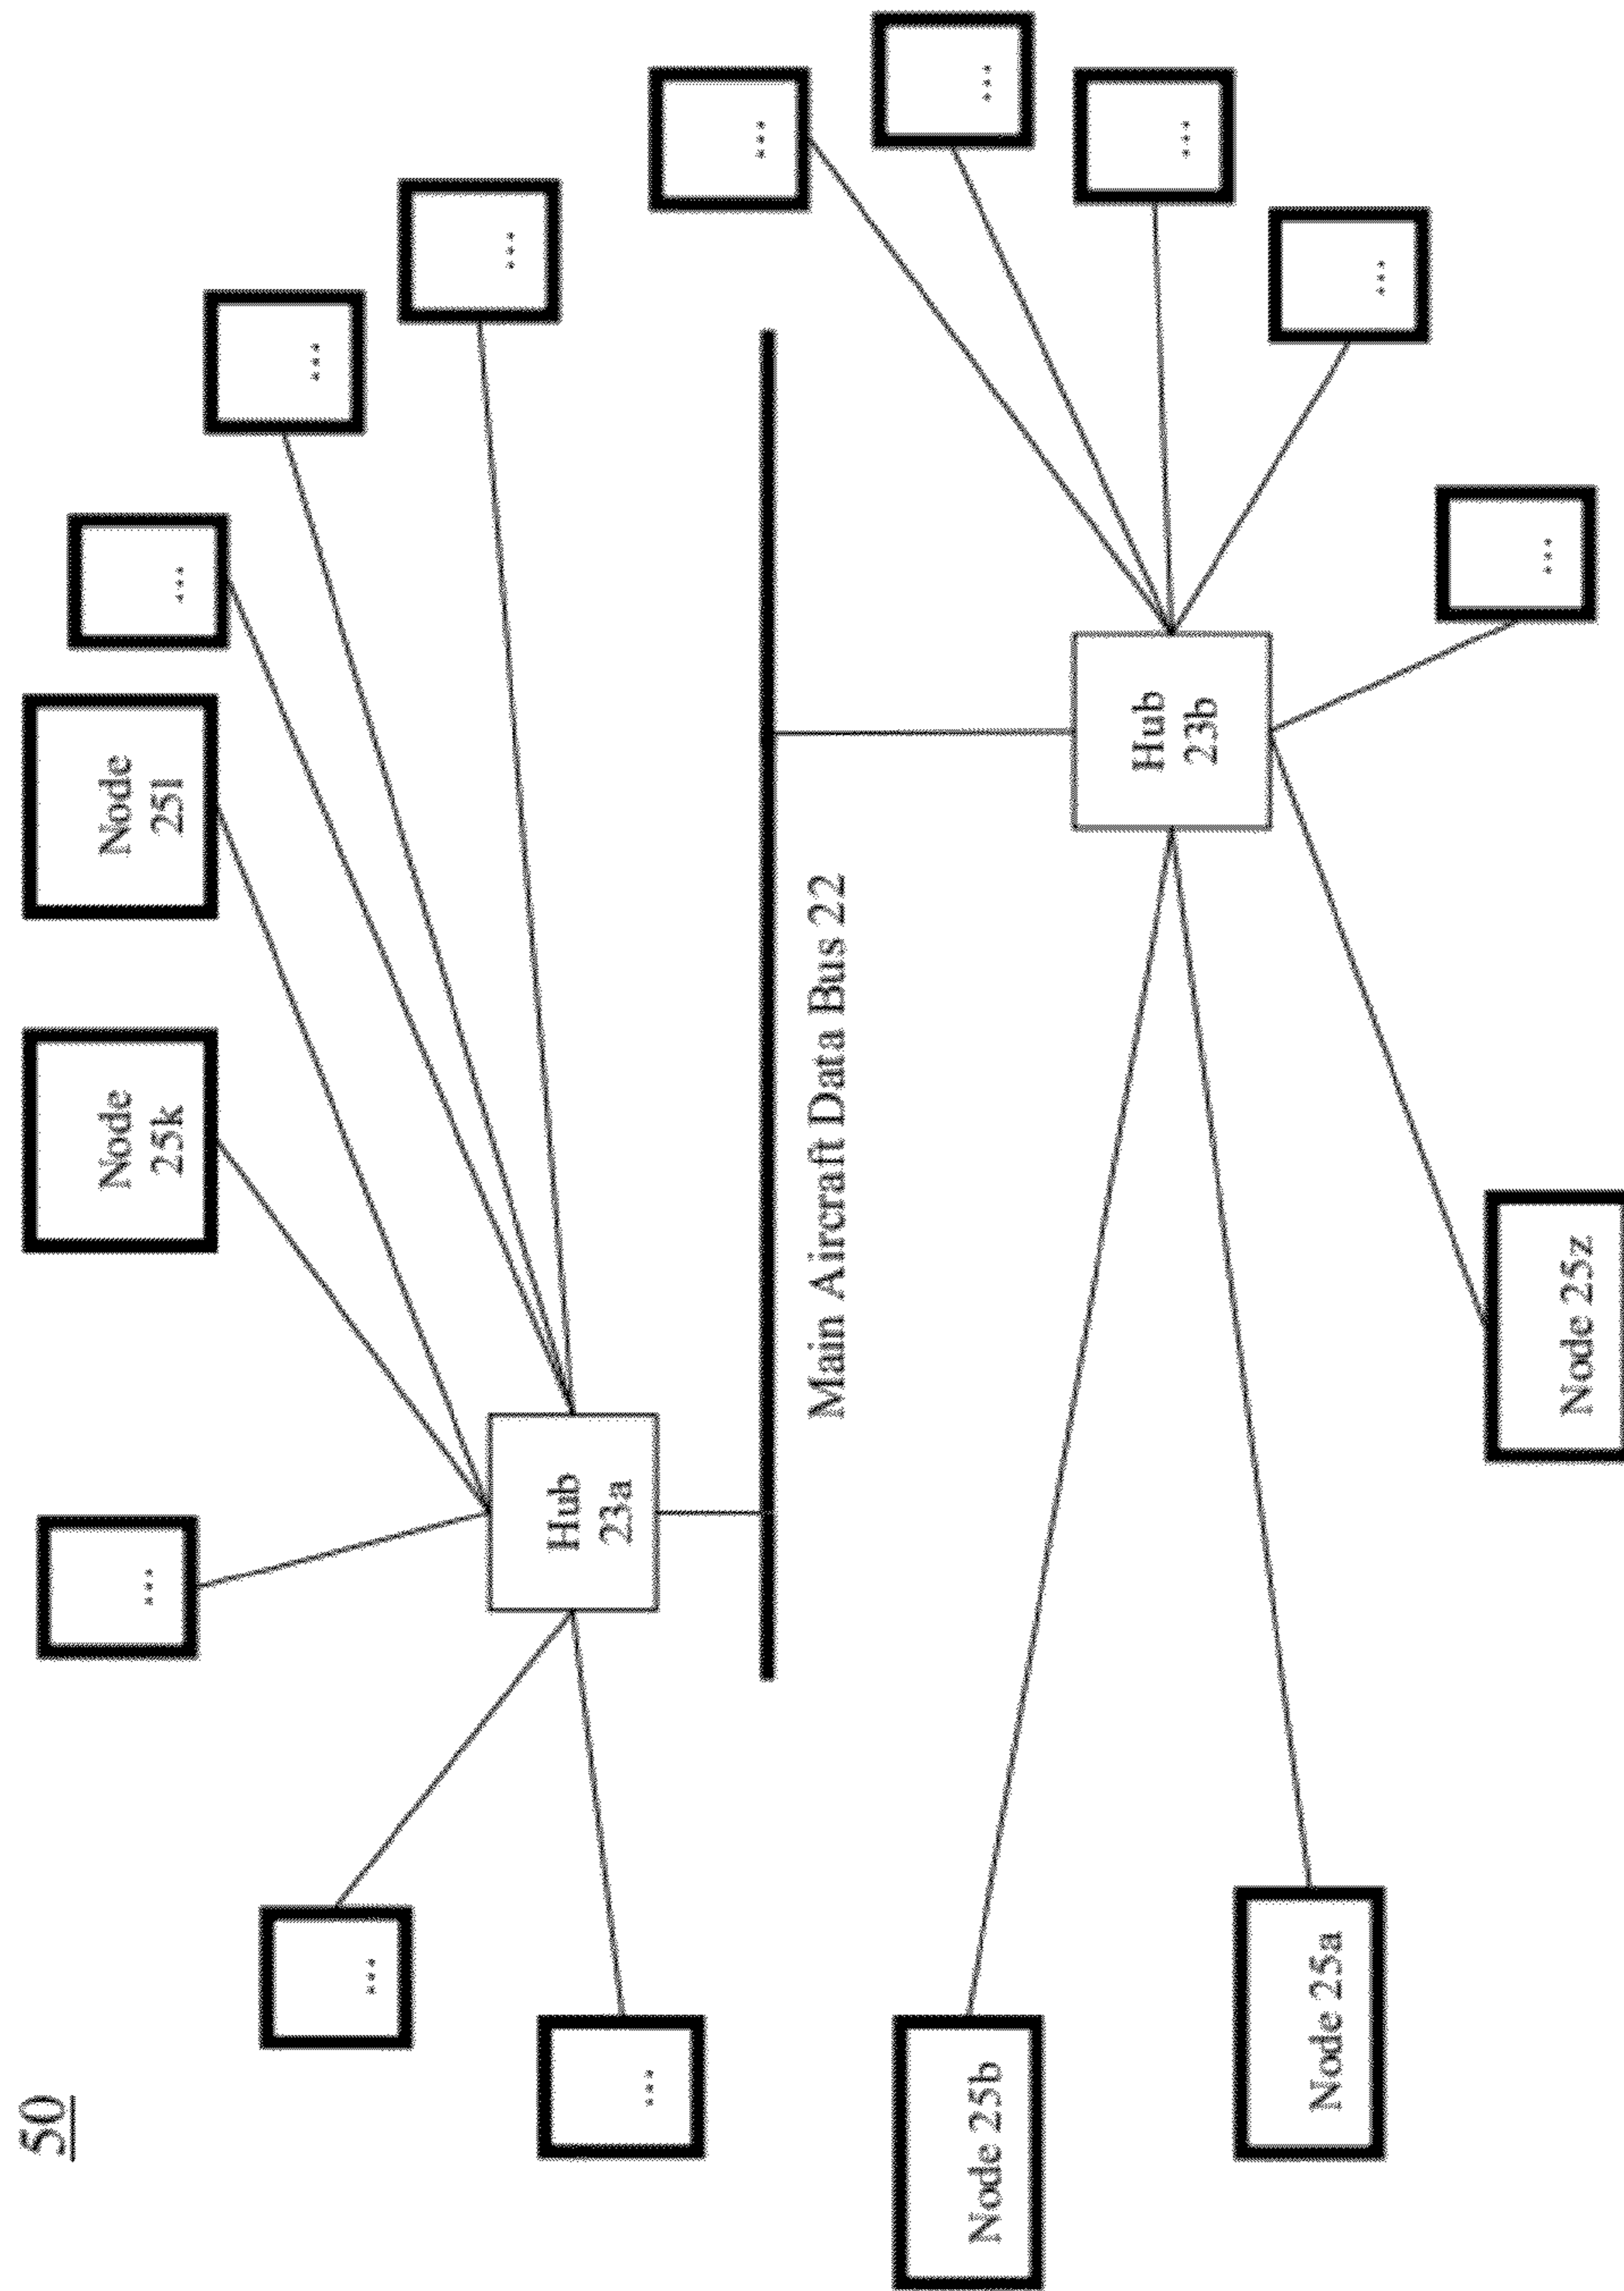 50
Node
25k
Node
25l
...
...
...
...
...
Hub
23a
...
...
Main Aircraft Data Bus 22
Node 25b
...
Hub
23b
...
Node 25a
...
...
Node 25z